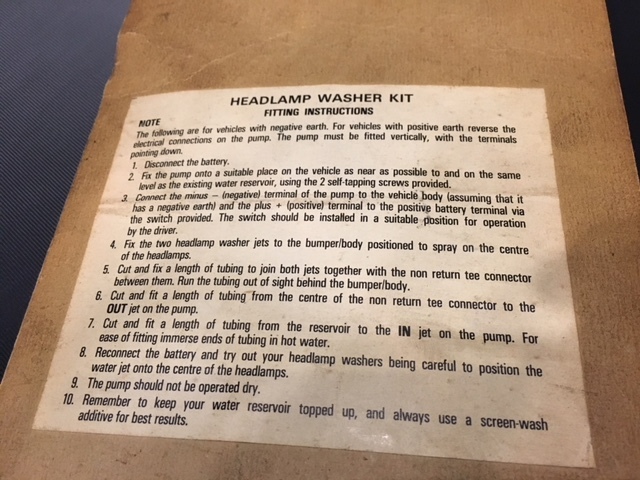 HEADLAMP WASHER KIT
FITTING INSTRUCTIONS
NOTE
The following are for vehicles with negative earth. For vehicles with positive earth reverse the
electrical connections on the pump. The pump must be fitted vertically, with the terminals
pointing down.
1. Disconnect the battery.
2. Fix the pump onto a suitable place on the vehicle as near as possible to and on the same
level as the existing water reservoir, using the 2 self-tapping screws provided.
3. Connect the minus – (negative) terminal of the pump to the vehicle body (assuming that it
has a negative earth) and the plus + (positive) terminal to the positive battery terminal via
the switch provided. The switch should be installed in a suitable position for operation
by the driver.
4. Fix the two headlamp washer jets to the bumper/body positioned to spray on the centre
of the headlamps.
5. Cut and fix a length of tubing to join both jets together with the non return tee connector
between them. Run the tubing out of sight behind the bumper/body.
6. Cut and fit a length of tubing from the centre of the non return tee connector to the
OUT jet on the pump.
7. Cut and fit a length of tubing from the reservoir to the IN jet on the pump. For
ease of fitting immerse ends of tubing in hot water.
8. Reconnect the battery and try out your headlamp washers being careful to position the
water jet onto the centre of the headlamps.
9. The pump should not be operated dry.
10. Remember to keep your water reservoir topped up, and always use a screen-wash
additive for best results.